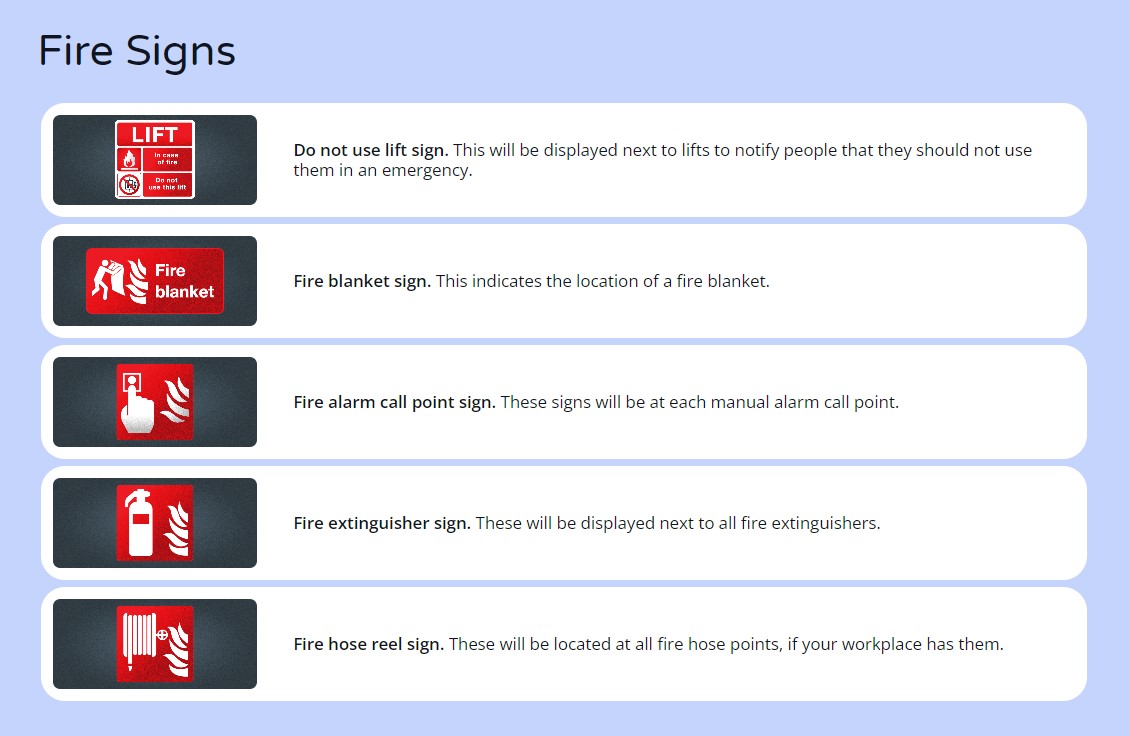 Fire Signs
LIFT
In case
of fire
Do not
use this lift
Do not use lift sign. This will be displayed next to lifts to notify people that they should not use
them in an emergency.
Fire
blanket
Fire blanket sign. This indicates the location of a fire blanket.
Fire alarm call point sign. These signs will be at each manual alarm call point.
Fire extinguisher sign. These will be displayed next to all fire extinguishers.
Fire hose reel sign. These will be located at all fire hose points, if your workplace has them.